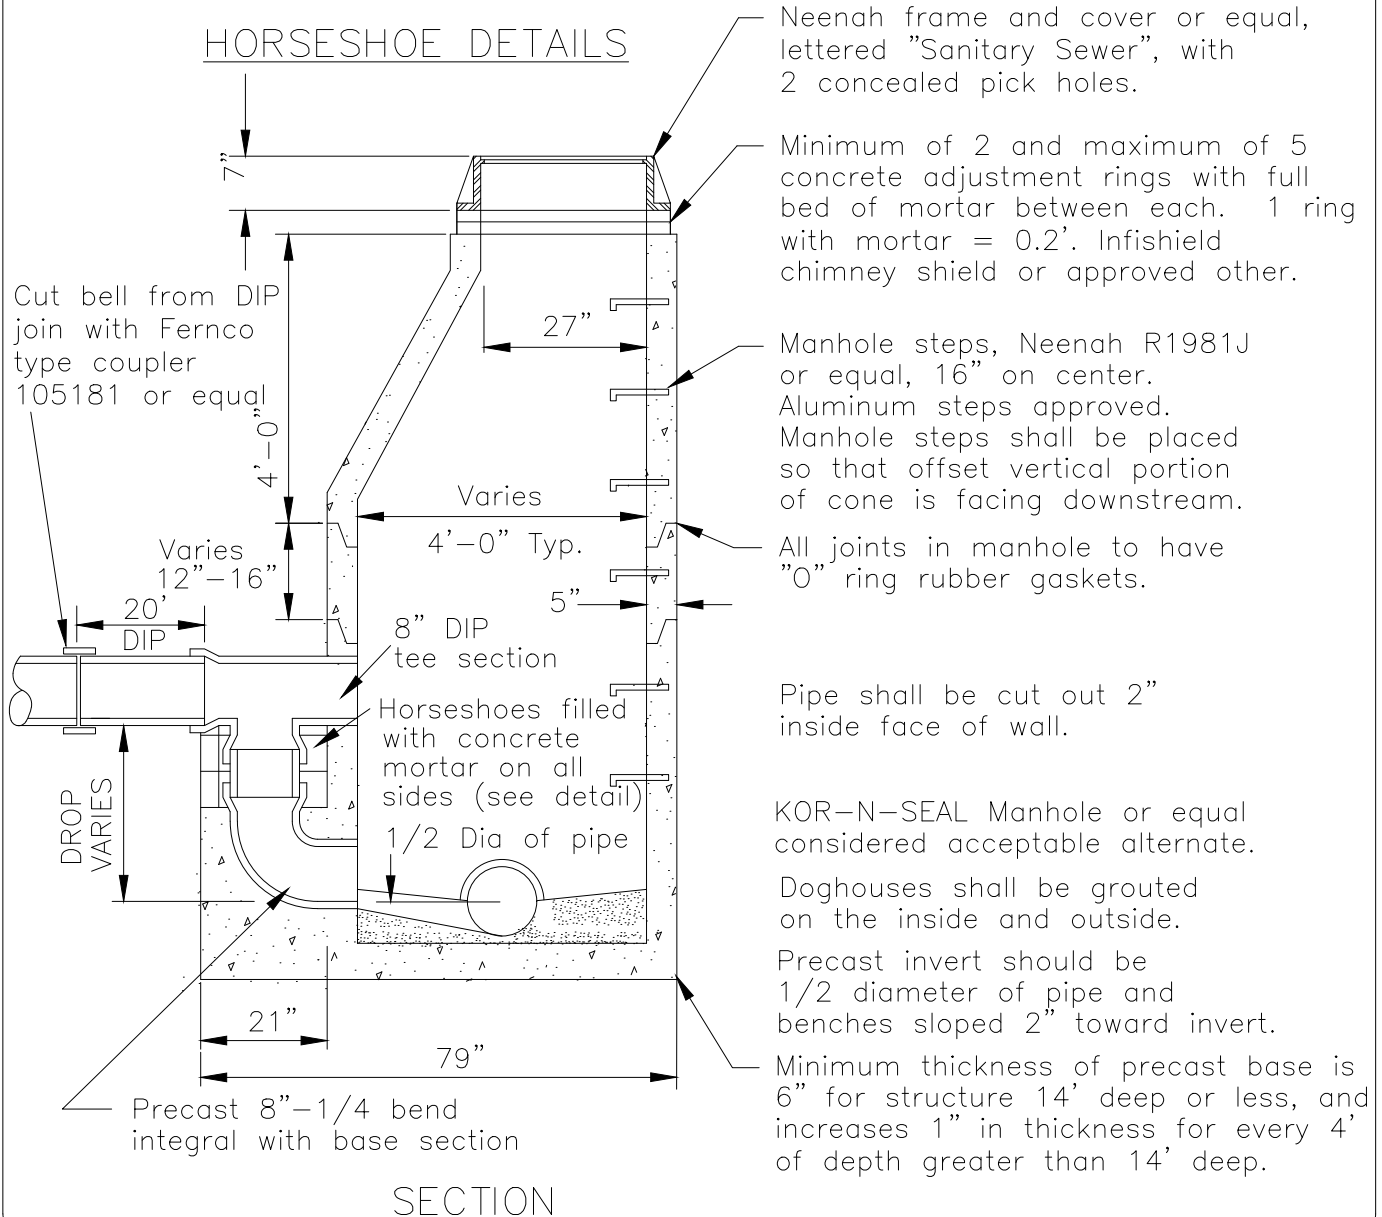 HORSESHOE DETAILS
Neenah frame and cover or equal,
lettered "Sanitary Sewer", with
2 concealed pick holes.
7"
Minimum of 2 and maximum of 5
concrete adjustment rings with full
bed of mortar between each. 1 ring
with mortar = 0.2'. Infishield
chimney shield or approved other.
Cut bell from DIP
join with Fernco
type coupler
105181 or equal
27"
4'-0"
Manhole steps, Neenah R1981J
or equal, 16" on center.
Aluminum steps approved.
Manhole steps shall be placed
so that offset vertical portion
of cone is facing downstream.
Varies
4'-0" Typ.
All joints in manhole to have
"O" ring rubber gaskets.
Varies
12"-16"
5"
20'
DIP
8" DIP
tee section
Pipe shall be cut out 2"
inside face of wall.
Horseshoes filled
with concrete
mortar on all
sides (see detail)
DROP
VARIES
1/2 Dia of pipe
KOR-N-SEAL Manhole or equal
considered acceptable alternate.
Doghouses shall be grouted
on the inside and outside.
Precast invert should be
1/2 diameter of pipe and
benches sloped 2" toward invert.
21"
79"
Minimum thickness of precast base is
6" for structure 14' deep or less, and
increases 1" in thickness for every 4'
of depth greater than 14' deep.
Precast 8"-1/4 bend
integral with base section
SECTION